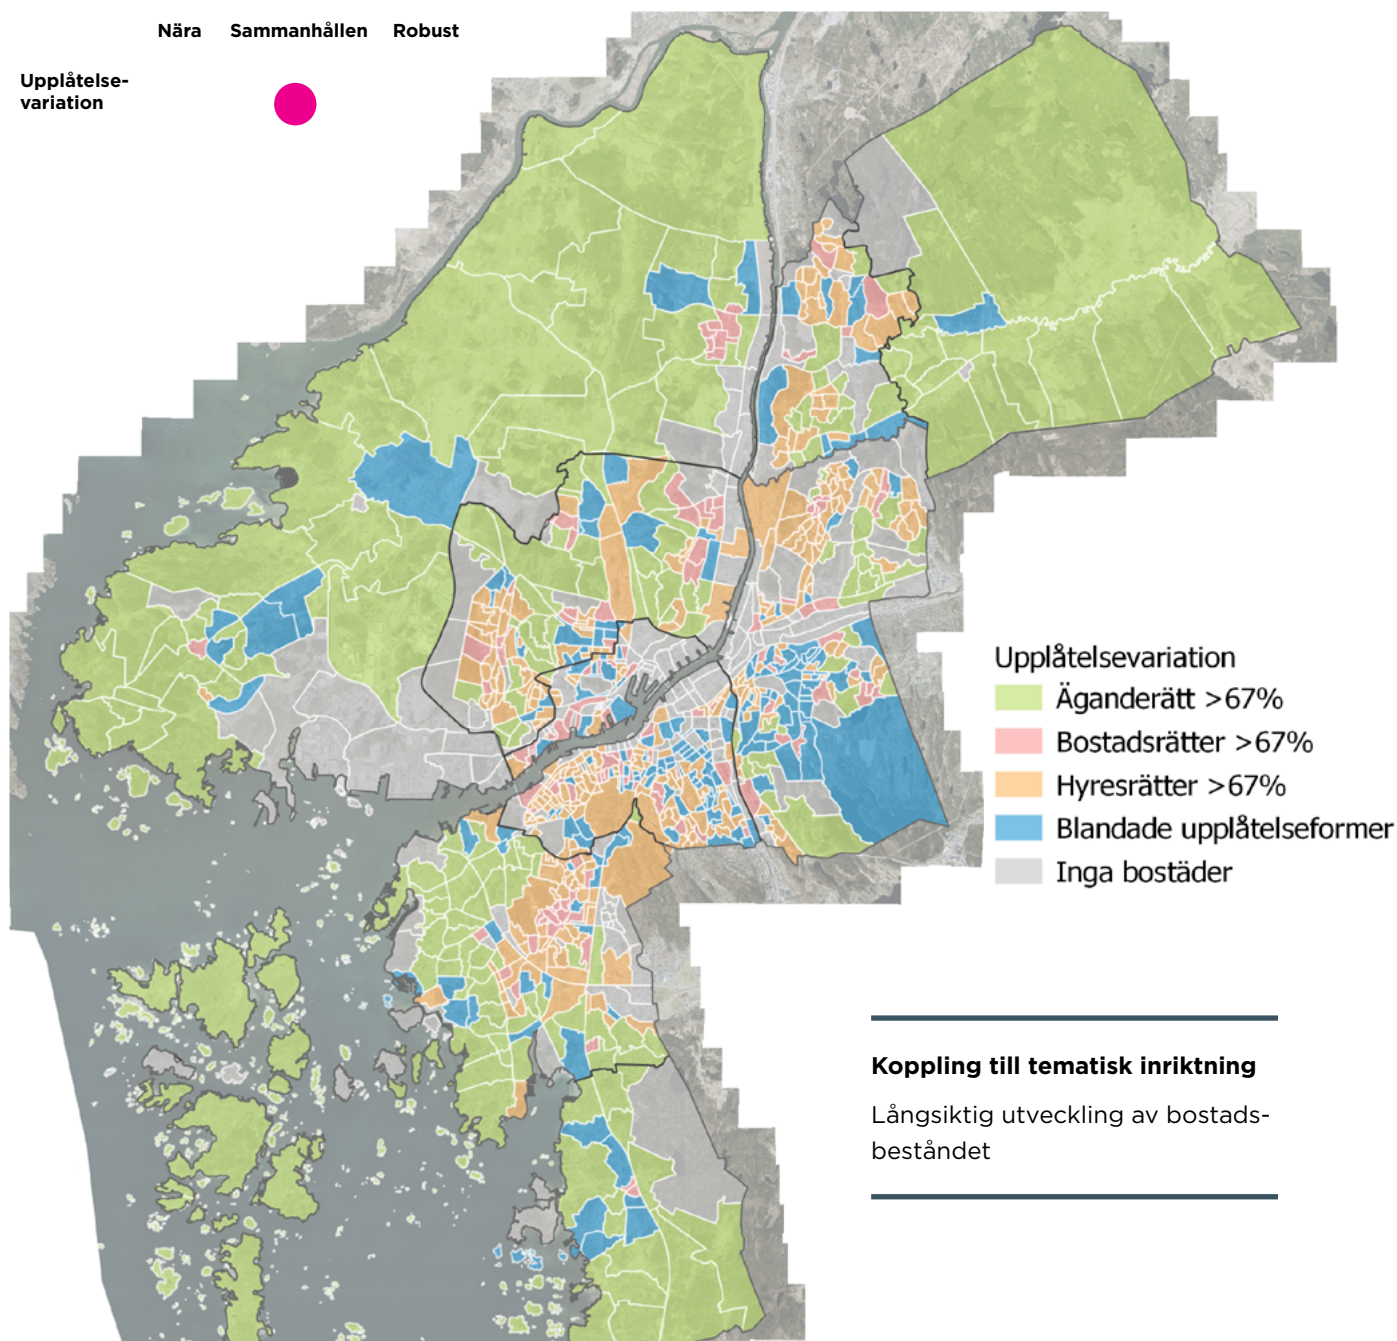 Nära Sammanhållen Robust
Upplåtelse-
variation
Upplåtelsevariation
Äganderätt >67%
Bostadsrätter >67%
Hyresrätter >67%
Blandade upplåtelseformer
Inga bostäder
Koppling till tematisk inriktning
Långsiktig utveckling av bostads-
beståndet